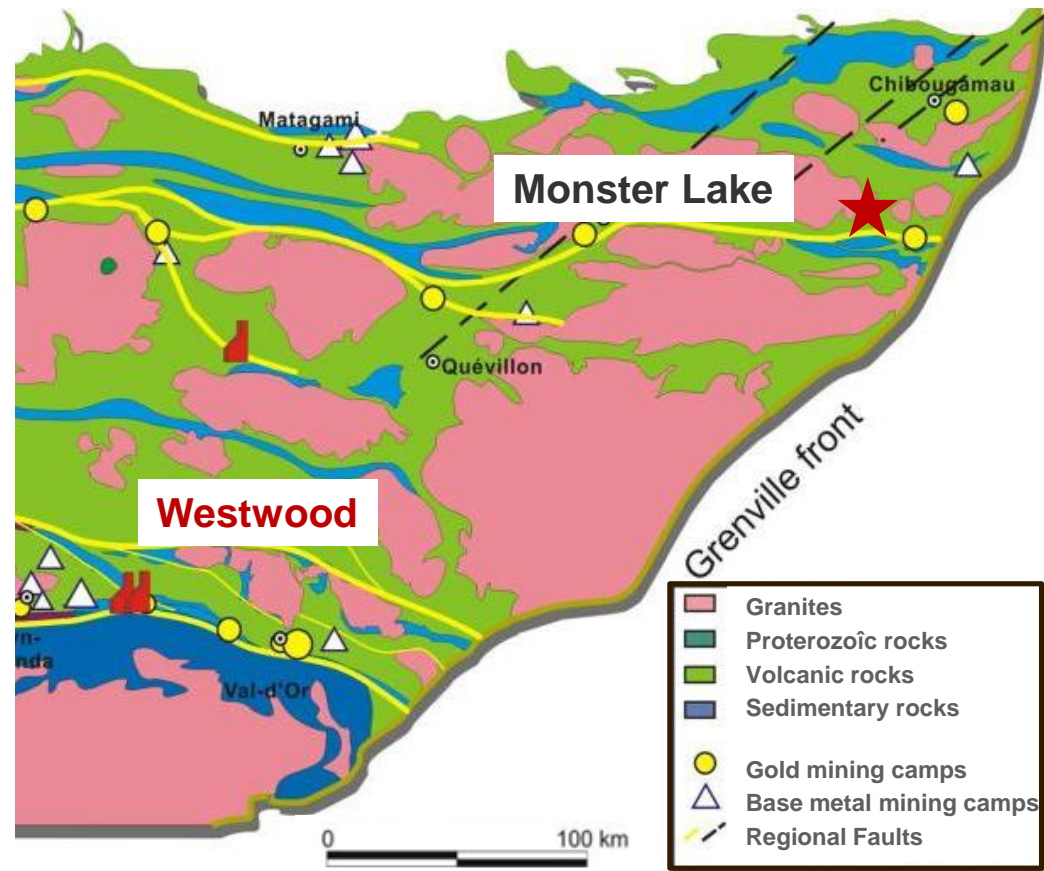 Chibougamau
Matagami
Monster Lake
Quévillon
Grenville front
Westwood
Val-d'Or
Granites
Proterozoîc rocks
Volcanic rocks
Sedimentary rocks
Gold mining camps
Base metal mining camps
Regional Faults
0 100 km